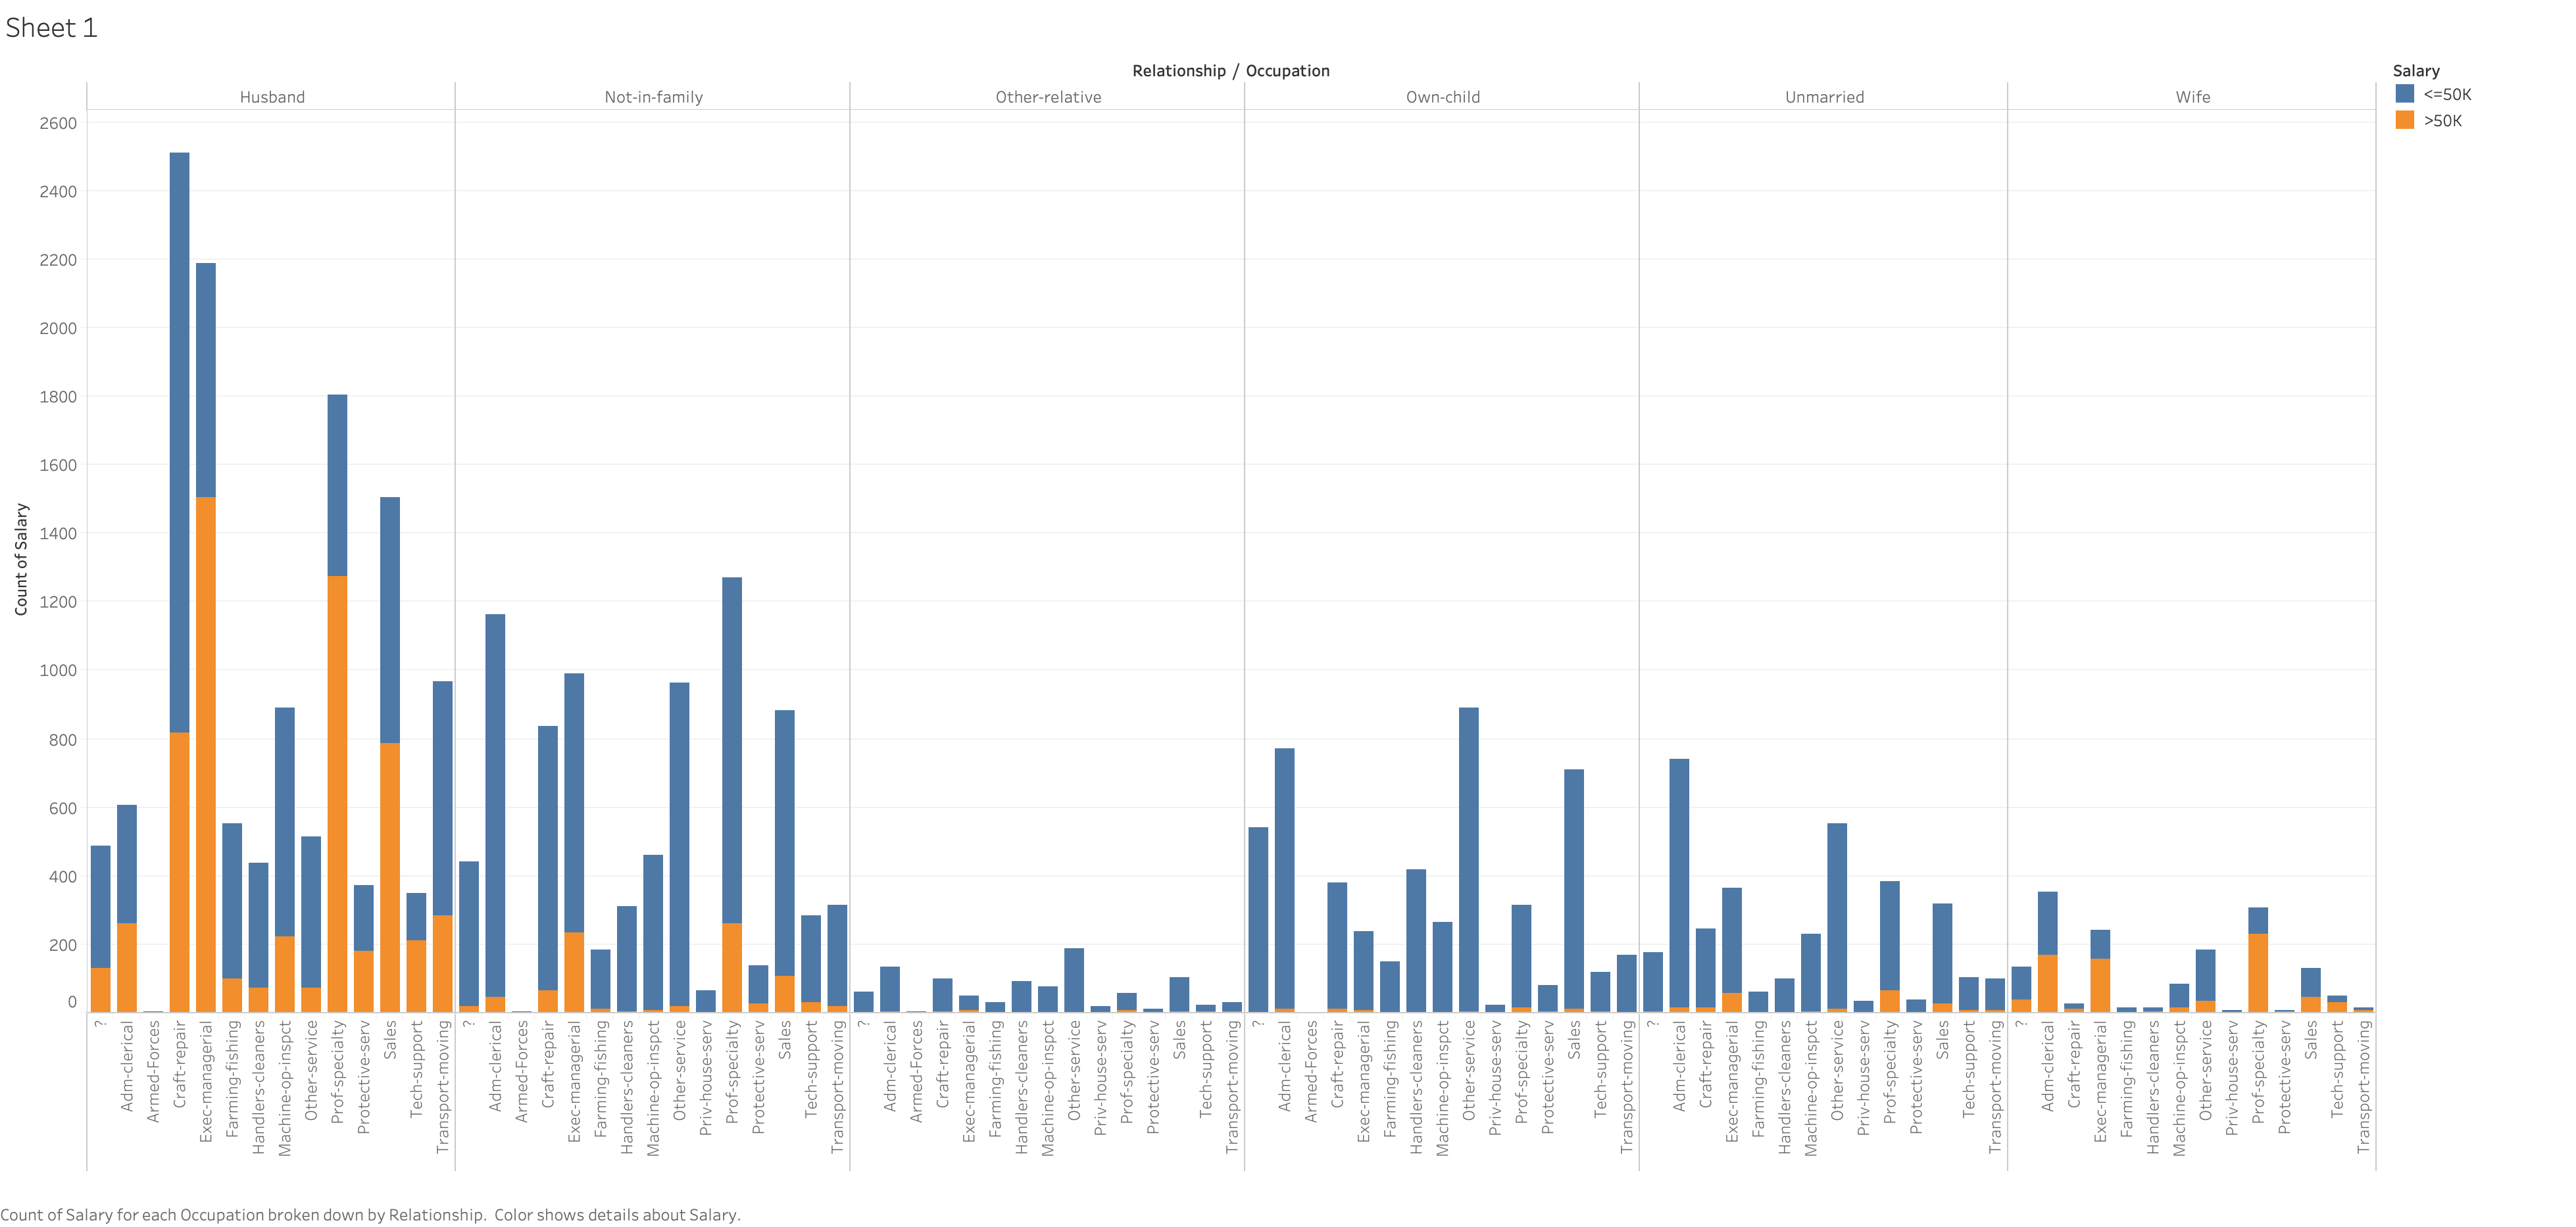 Sheet 1
Relationship / Occupation
Husband Not-in-family Other-relative Own-child Unmarried Wife
Salary
<=50K
>50K
2600
2400
2200
2000
1800
1600
1400
1200
1000
800
600
400
200
0
Count of Salary
? Adm-clerical Armed-Forces Craft-repair Exec-managerial Farming-fishing Handlers-cleaners Machine-op-inspct Other-service Prof-specialty Protective-serv Sales Tech-support Transport-moving
? Adm-clerical Armed-Forces Craft-repair Exec-managerial Farming-fishing Handlers-cleaners Machine-op-inspct Other-service Priv-house-serv Prof-specialty Protective-serv Sales Tech-support Transport-moving
? Adm-clerical Armed-Forces Craft-repair Exec-managerial Farming-fishing Handlers-cleaners Machine-op-inspct Other-service Priv-house-serv Prof-specialty Protective-serv Sales Tech-support Transport-moving
? Adm-clerical Armed-Forces Craft-repair Exec-managerial Farming-fishing Handlers-cleaners Machine-op-inspct Other-service Priv-house-serv Prof-specialty Protective-serv Sales Tech-support Transport-moving
? Adm-clerical Craft-repair Exec-managerial Farming-fishing Handlers-cleaners Machine-op-inspct Other-service Priv-house-serv Prof-specialty Protective-serv Sales Tech-support Transport-moving
? Adm-clerical Craft-repair Exec-managerial Farming-fishing Handlers-cleaners Machine-op-inspct Other-service Priv-house-serv Prof-specialty Protective-serv Sales Tech-support Transport-moving
Count of Salary for each Occupation broken down by Relationship.  Color shows details about Salary.